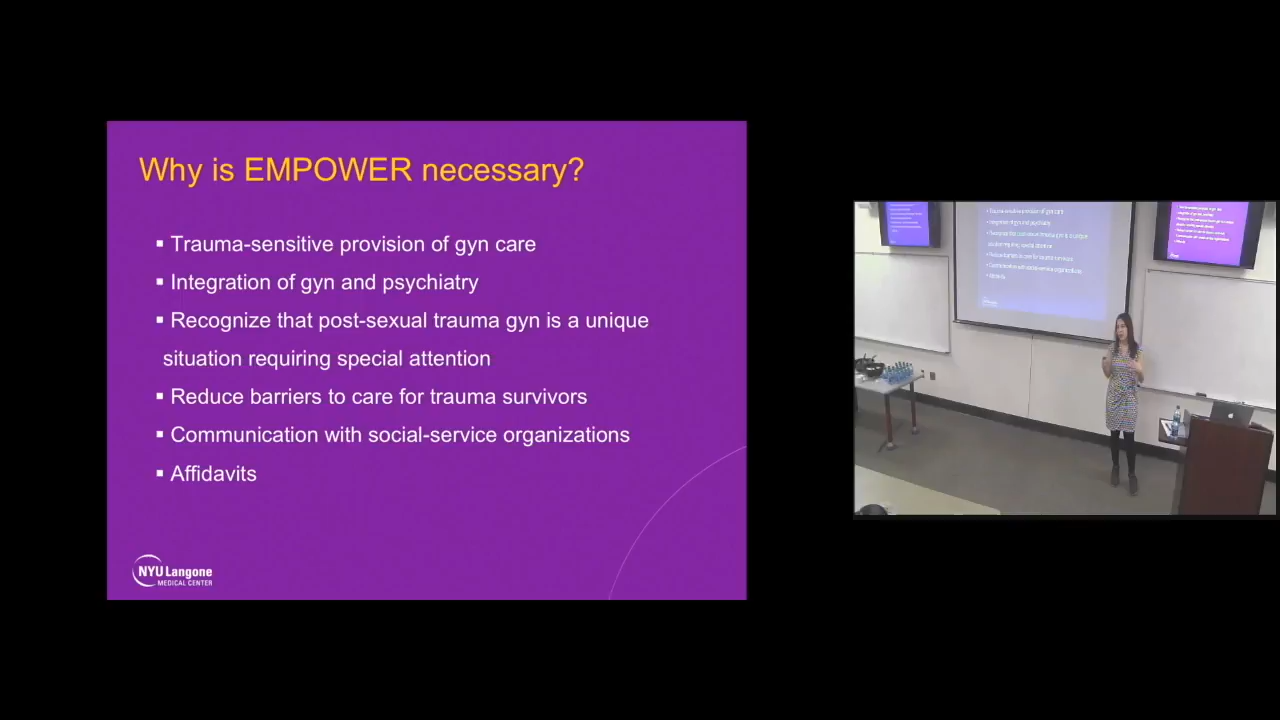 Why is EMPOWER necessary?
▪ Trauma-sensitive provision of gyn care
▪ Integration of gyn and psychiatry
▪ Recognize that post-sexual trauma gyn is a unique
situation requiring special attention
▪ Reduce barriers to care for trauma survivors
▪ Communication with social-service organizations
▪ Affidavits
NYU Langone
MEDICAL CENTER